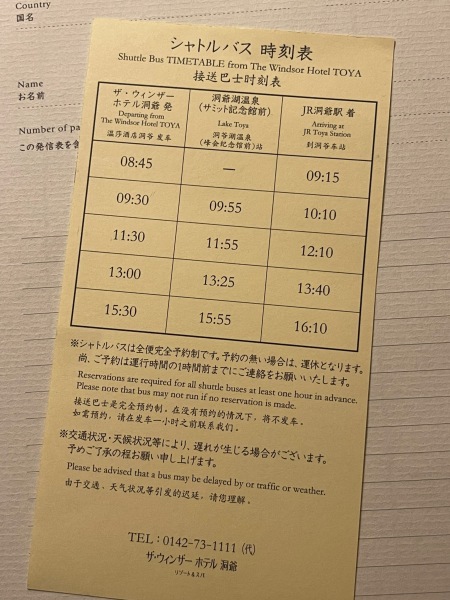 Country
国名
Name
お名前
Number of pa
この発信表を含
シャトルバス 時刻表
Shuttle Bus TIMETABLE from The Windsor Hotel TOYA
接送巴士时刻表
ザ・ウィンザー
ホテル洞爺 発
Departing from
The Windsor Hotel TOYA
温莎酒店洞爷 发车
洞爺湖温泉
(サミット記念館前)
Lake Toya
洞爷湖温泉
(峰会纪念馆前)站
JR洞爺駅 着
Arriving at
JR Toya Station
到洞爷车站
08:45 — 09:15
09:30 09:55 10:10
11:30 11:55 12:10
13:00 13:25 13:40
15:30 15:55 16:10
※シャトルバスは全便完全予約制です。予約の無い場合は、運休となります。
尚、ご予約は運行時間の1時間前までにご連絡をお願いいたします。
Reservations are required for all shuttle buses at least one hour in advance.
Please note that bus may not run if no reservation is made.
接送巴士是完全预约制。在没有预约的情况下，将不发车。
如需预约，请在发车一小时之前联系我们。
※交通状況・天候状況等により、遅れが生じる場合がございます。
予めご了承の程お願い申し上げます。
Please be advised that a bus may be delayed by or traffic or weather.
由于交通、天气状况等引发的迟延，请您理解。
TEL：0142-73-1111 (代)
ザ・ウィンザー ホテル 洞爺
リゾート&スパ